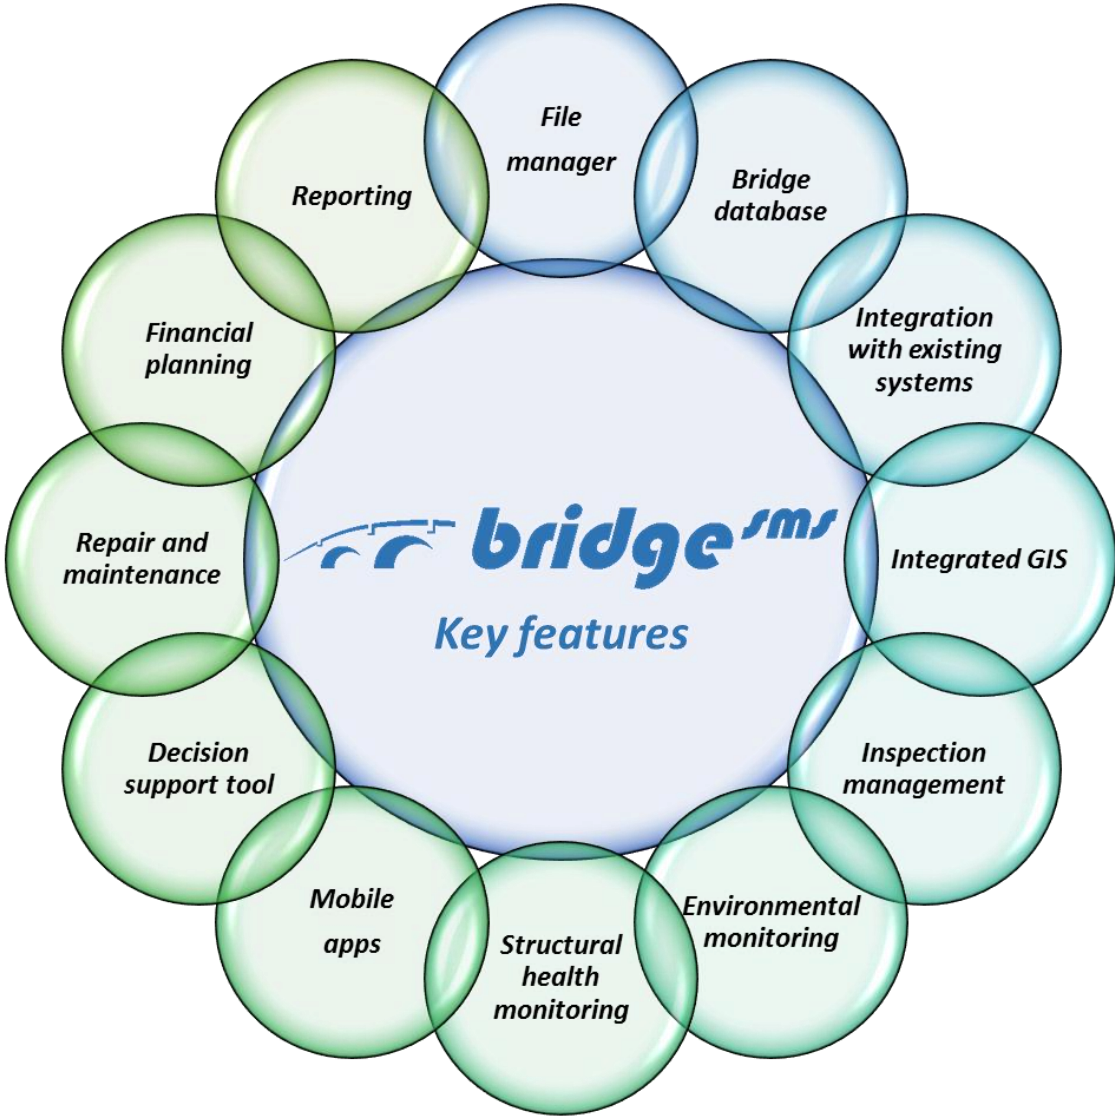 File
manager
Bridge
database
Integration
with existing
systems
Integrated GIS
Inspection
management
Environmental
monitoring
Structural
health
monitoring
Mobile
apps
Decision
support tool
Repair and
maintenance
Financial
planning
Reporting
bridge sms
Key features